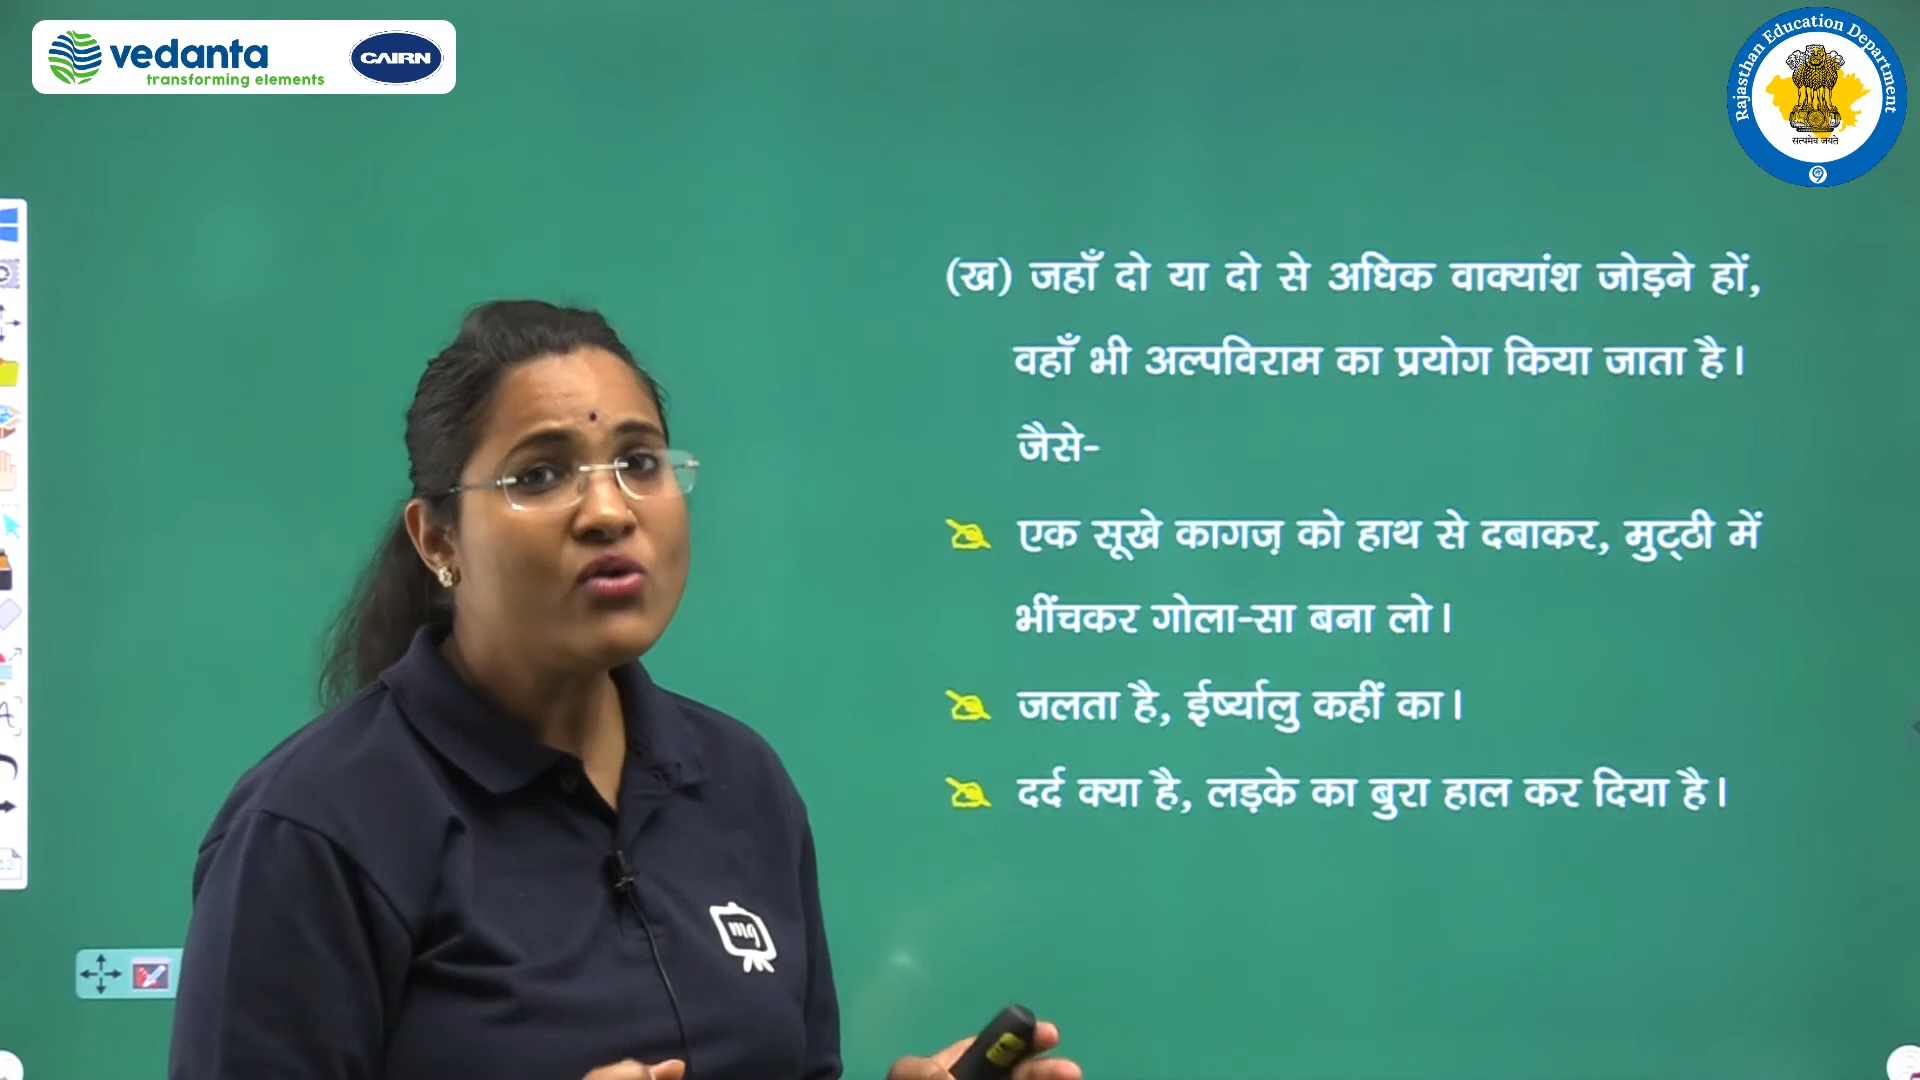 vedanta
transforming elements
CAIRN
Rajasthan Education Department
सत्यमेव जयते
(ख) जहाँ दो या दो से अधिक वाक्यांश जोड़ने हों,
वहाँ भी अल्पविराम का प्रयोग किया जाता है।
जैसे-
एक सूखे कागज़ को हाथ से दबाकर, मुट्ठी में
भींचकर गोला-सा बना लो।
जलता है, ईर्ष्यालु कहीं का।
दर्द क्या है, लड़के का बुरा हाल कर दिया है।
mg